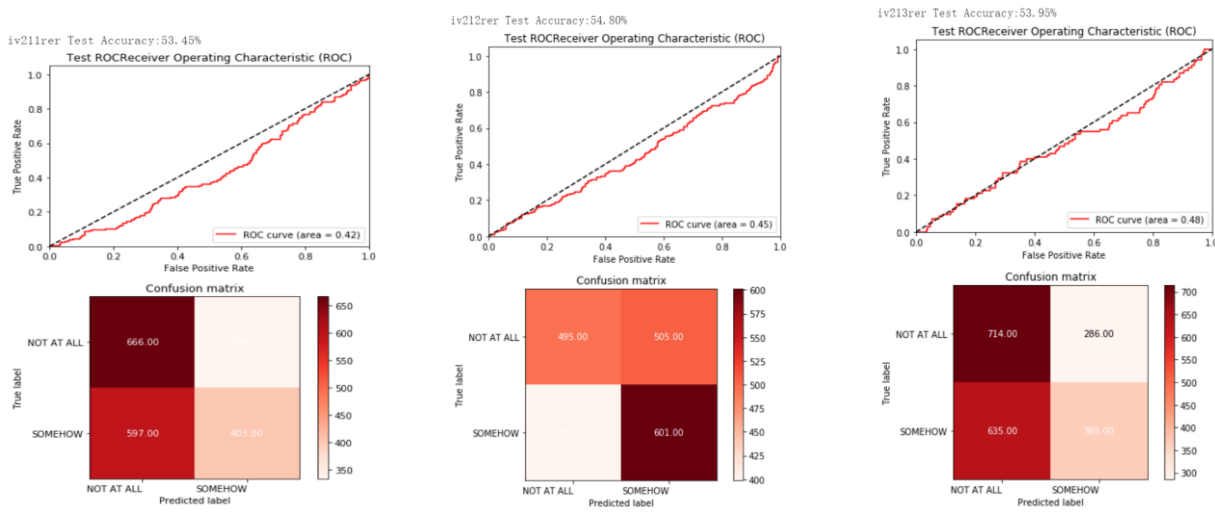 iv211rer Test Accuracy:53.45%
Test ROCReceiver Operating Characteristic (ROC)
1.0
0.8
0.6
0.4
0.2
0.0
True Positive Rate
ROC curve (area = 0.42)
0.0 0.2 0.4 0.6 0.8 1.0
False Positive Rate
Confusion matrix
NOT AT ALL
SOMEHOW
True label
666.00
597.00 403.00
NOT AT ALL SOMEHOW
Predicted label
650
600
550
500
450
400
350
iv212rer Test Accuracy:54.80%
Test ROCReceiver Operating Characteristic (ROC)
1.0
0.8
0.6
0.4
0.2
0.0
True Positive Rate
ROC curve (area = 0.45)
0.0 0.2 0.4 0.6 0.8 1.0
False Positive Rate
Confusion matrix
NOT AT ALL
SOMEHOW
True label
495.00 505.00
601.00
NOT AT ALL SOMEHOW
Predicted label
600
575
550
525
500
475
450
425
400
iv213rer Test Accuracy:53.95%
Test ROCReceiver Operating Characteristic (ROC)
1.0
0.8
0.6
0.4
0.2
0.0
True Positive Rate
ROC curve (area = 0.48)
0.0 0.2 0.4 0.6 0.8 1.0
False Positive Rate
Confusion matrix
NOT AT ALL
SOMEHOW
True label
714.00 286.00
635.00 365.00
NOT AT ALL SOMEHOW
Predicted label
700
650
600
550
500
450
400
350
300